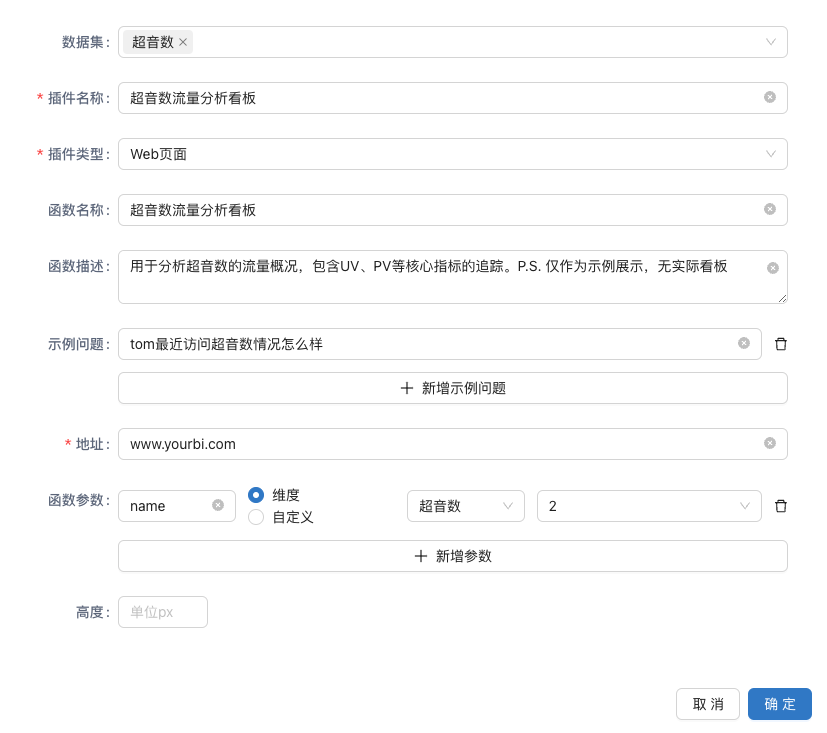 数据集: 超音数 ×
* 插件名称: 超音数流量分析看板
* 插件类型: Web页面
函数名称: 超音数流量分析看板
函数描述: 用于分析超音数的流量概况，包含UV、PV等核心指标的追踪。P.S. 仅作为示例展示，无实际看板
示例问题: tom最近访问超音数情况怎么样
+ 新增示例问题
* 地址: www.yourbi.com
函数参数: name 维度 超音数 2
自定义
+ 新增参数
高度: 单位px
取 消 确 定